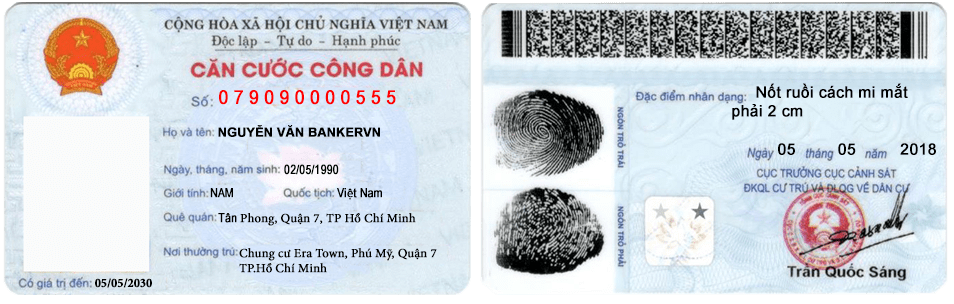 CỘNG HÒA XÃ HỘI CHỦ NGHĨA VIỆT NAM
Độc lập - Tự do - Hạnh phúc
CĂN CƯỚC CÔNG DÂN
Số: 079090000555
Họ và tên: NGUYỄN VĂN BANKERVN
Ngày, tháng, năm sinh: 02/05/1990
Giới tính: NAM Quốc tịch: Việt Nam
Quê quán: Tân Phong, Quận 7, TP Hồ Chí Minh
Nơi thường trú: Chung cư Era Town, Phú Mỹ, Quận 7
TP.Hồ Chí Minh
Có giá trị đến: 05/05/2030
NGÓN TRỎ TRÁI
NGÓN TRỎ PHẢI
Đặc điểm nhân dạng: Nốt ruồi cách mi mắt
phải 2 cm
Ngày 05 tháng 05 năm 2018
CỤC TRƯỞNG CỤC CẢNH SÁT
ĐKQL CƯ TRÚ VÀ DLQG VỀ DÂN CƯ
Trần Quốc Sáng